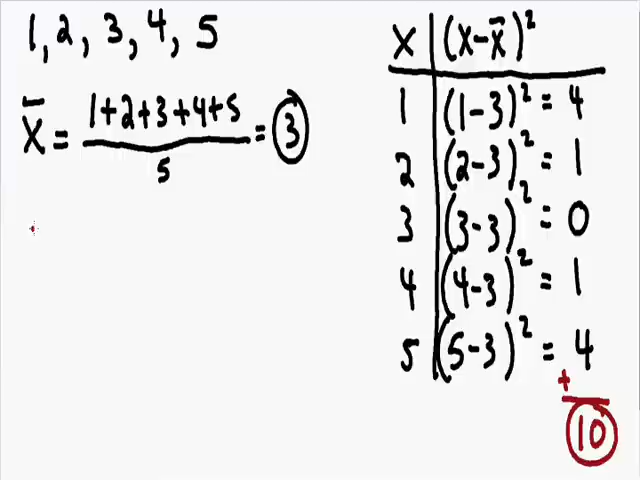 1, 2, 3, 4, 5
x̄ = (1+2+3+4+5)/5 = 3
x | (x-x̄)²
1 | (1-3)² = 4
2 | (2-3)² = 1
3 | (3-3)² = 0
4 | (4-3)² = 1
5 | (5-3)² = 4
+
10